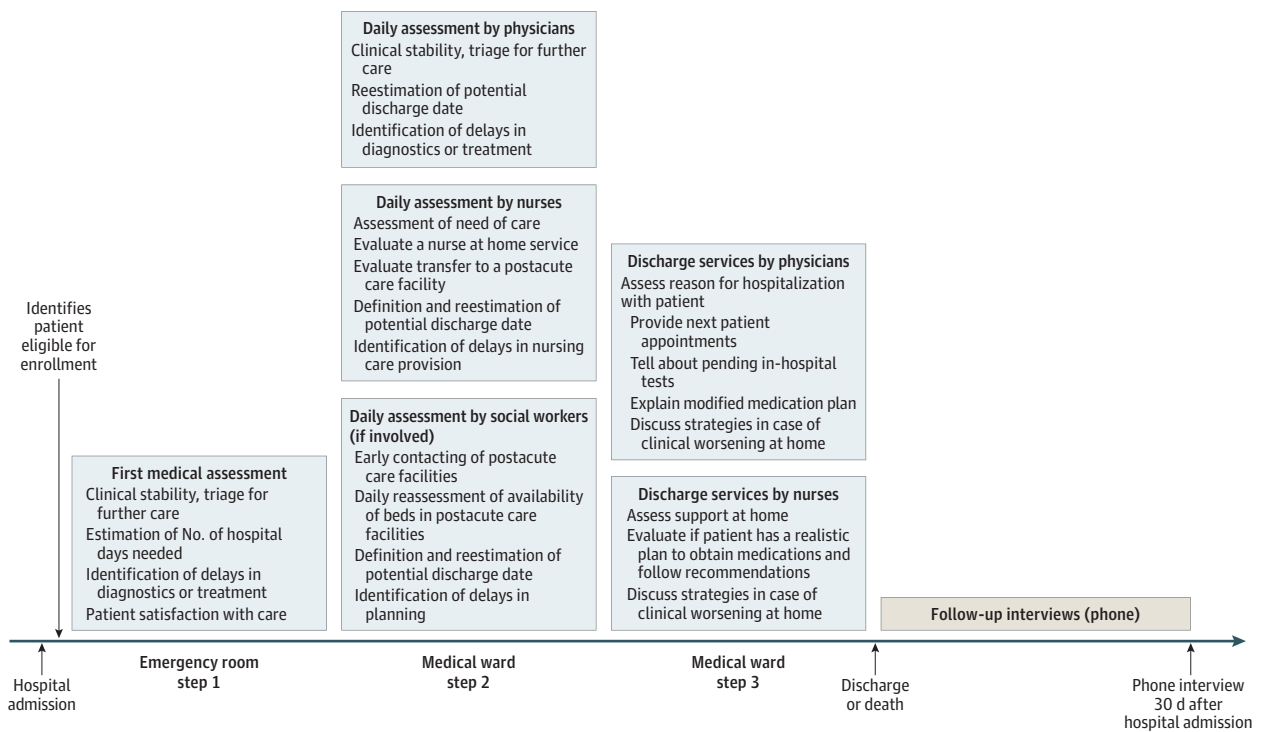 Daily assessment by physicians
Clinical stability, triage for further
care
Reestimation of potential
discharge date
Identification of delays in
diagnostics or treatment
Daily assessment by nurses
Assessment of need of care
Evaluate a nurse at home service
Evaluate transfer to a postacute
care facility
Definition and reestimation of
potential discharge date
Identification of delays in nursing
care provision
Discharge services by physicians
Assess reason for hospitalization
with patient
Provide next patient
appointments
Tell about pending in-hospital
tests
Explain modified medication plan
Discuss strategies in case of
clinical worsening at home
Identifies
patient
eligible for
enrollment
Daily assessment by social workers
(if involved)
Early contacting of postacute
care facilities
Daily reassessment of availability
of beds in postacute care
facilities
Definition and reestimation of
potential discharge date
Identification of delays in
planning
First medical assessment
Clinical stability, triage for
further care
Estimation of No. of hospital
days needed
Identification of delays in
diagnostics or treatment
Patient satisfaction with care
Discharge services by nurses
Assess support at home
Evaluate if patient has a realistic
plan to obtain medications and
follow recommendations
Discuss strategies in case of
clinical worsening at home
Follow-up interviews (phone)
Hospital
admission
Emergency room
step 1
Medical ward
step 2
Medical ward
step 3
Discharge
or death
Phone interview
30 d after
hospital admission